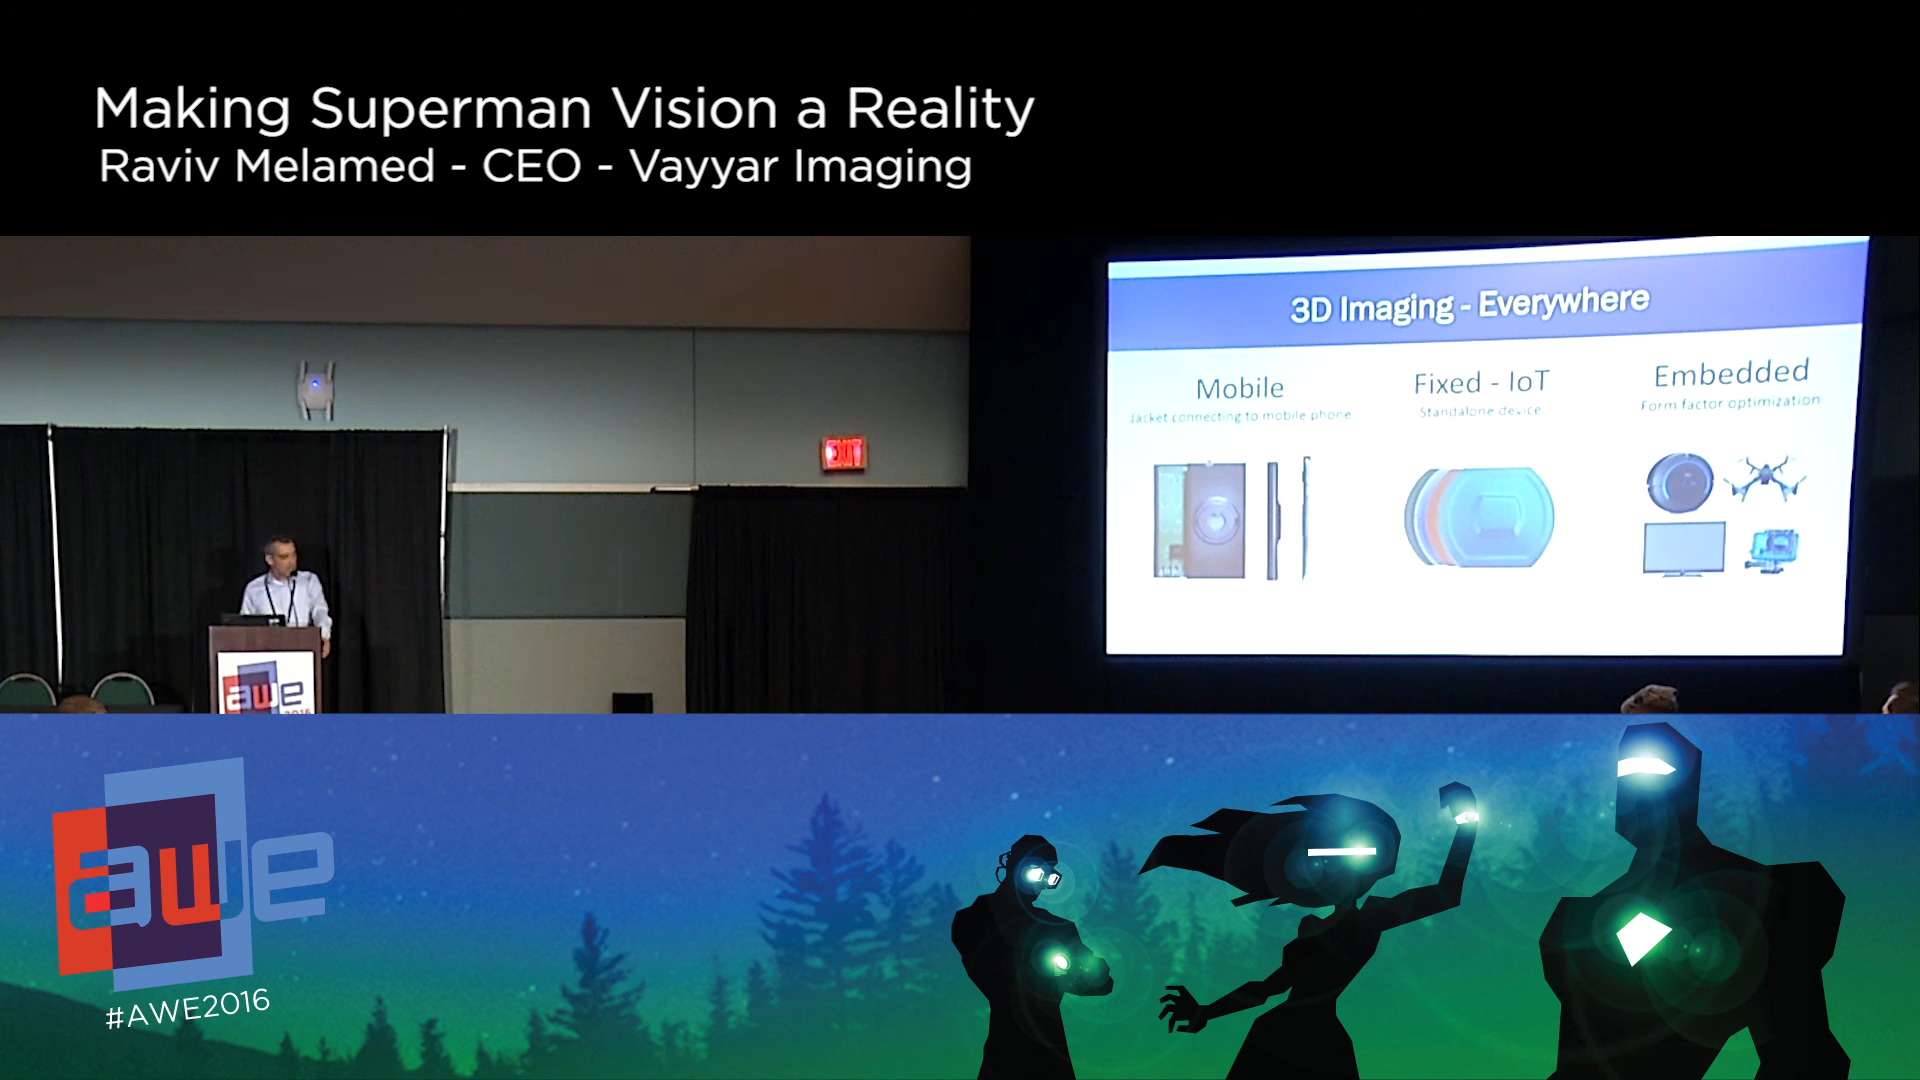 Making Superman Vision a Reality
Raviv Melamed - CEO - Vayyar Imaging
3D Imaging - Everywhere
Mobile
Jacket connecting to mobile phone
Fixed - IoT
Standalone device
Embedded
Form factor optimization
EXIT
awe
2016
awe
#AWE2016